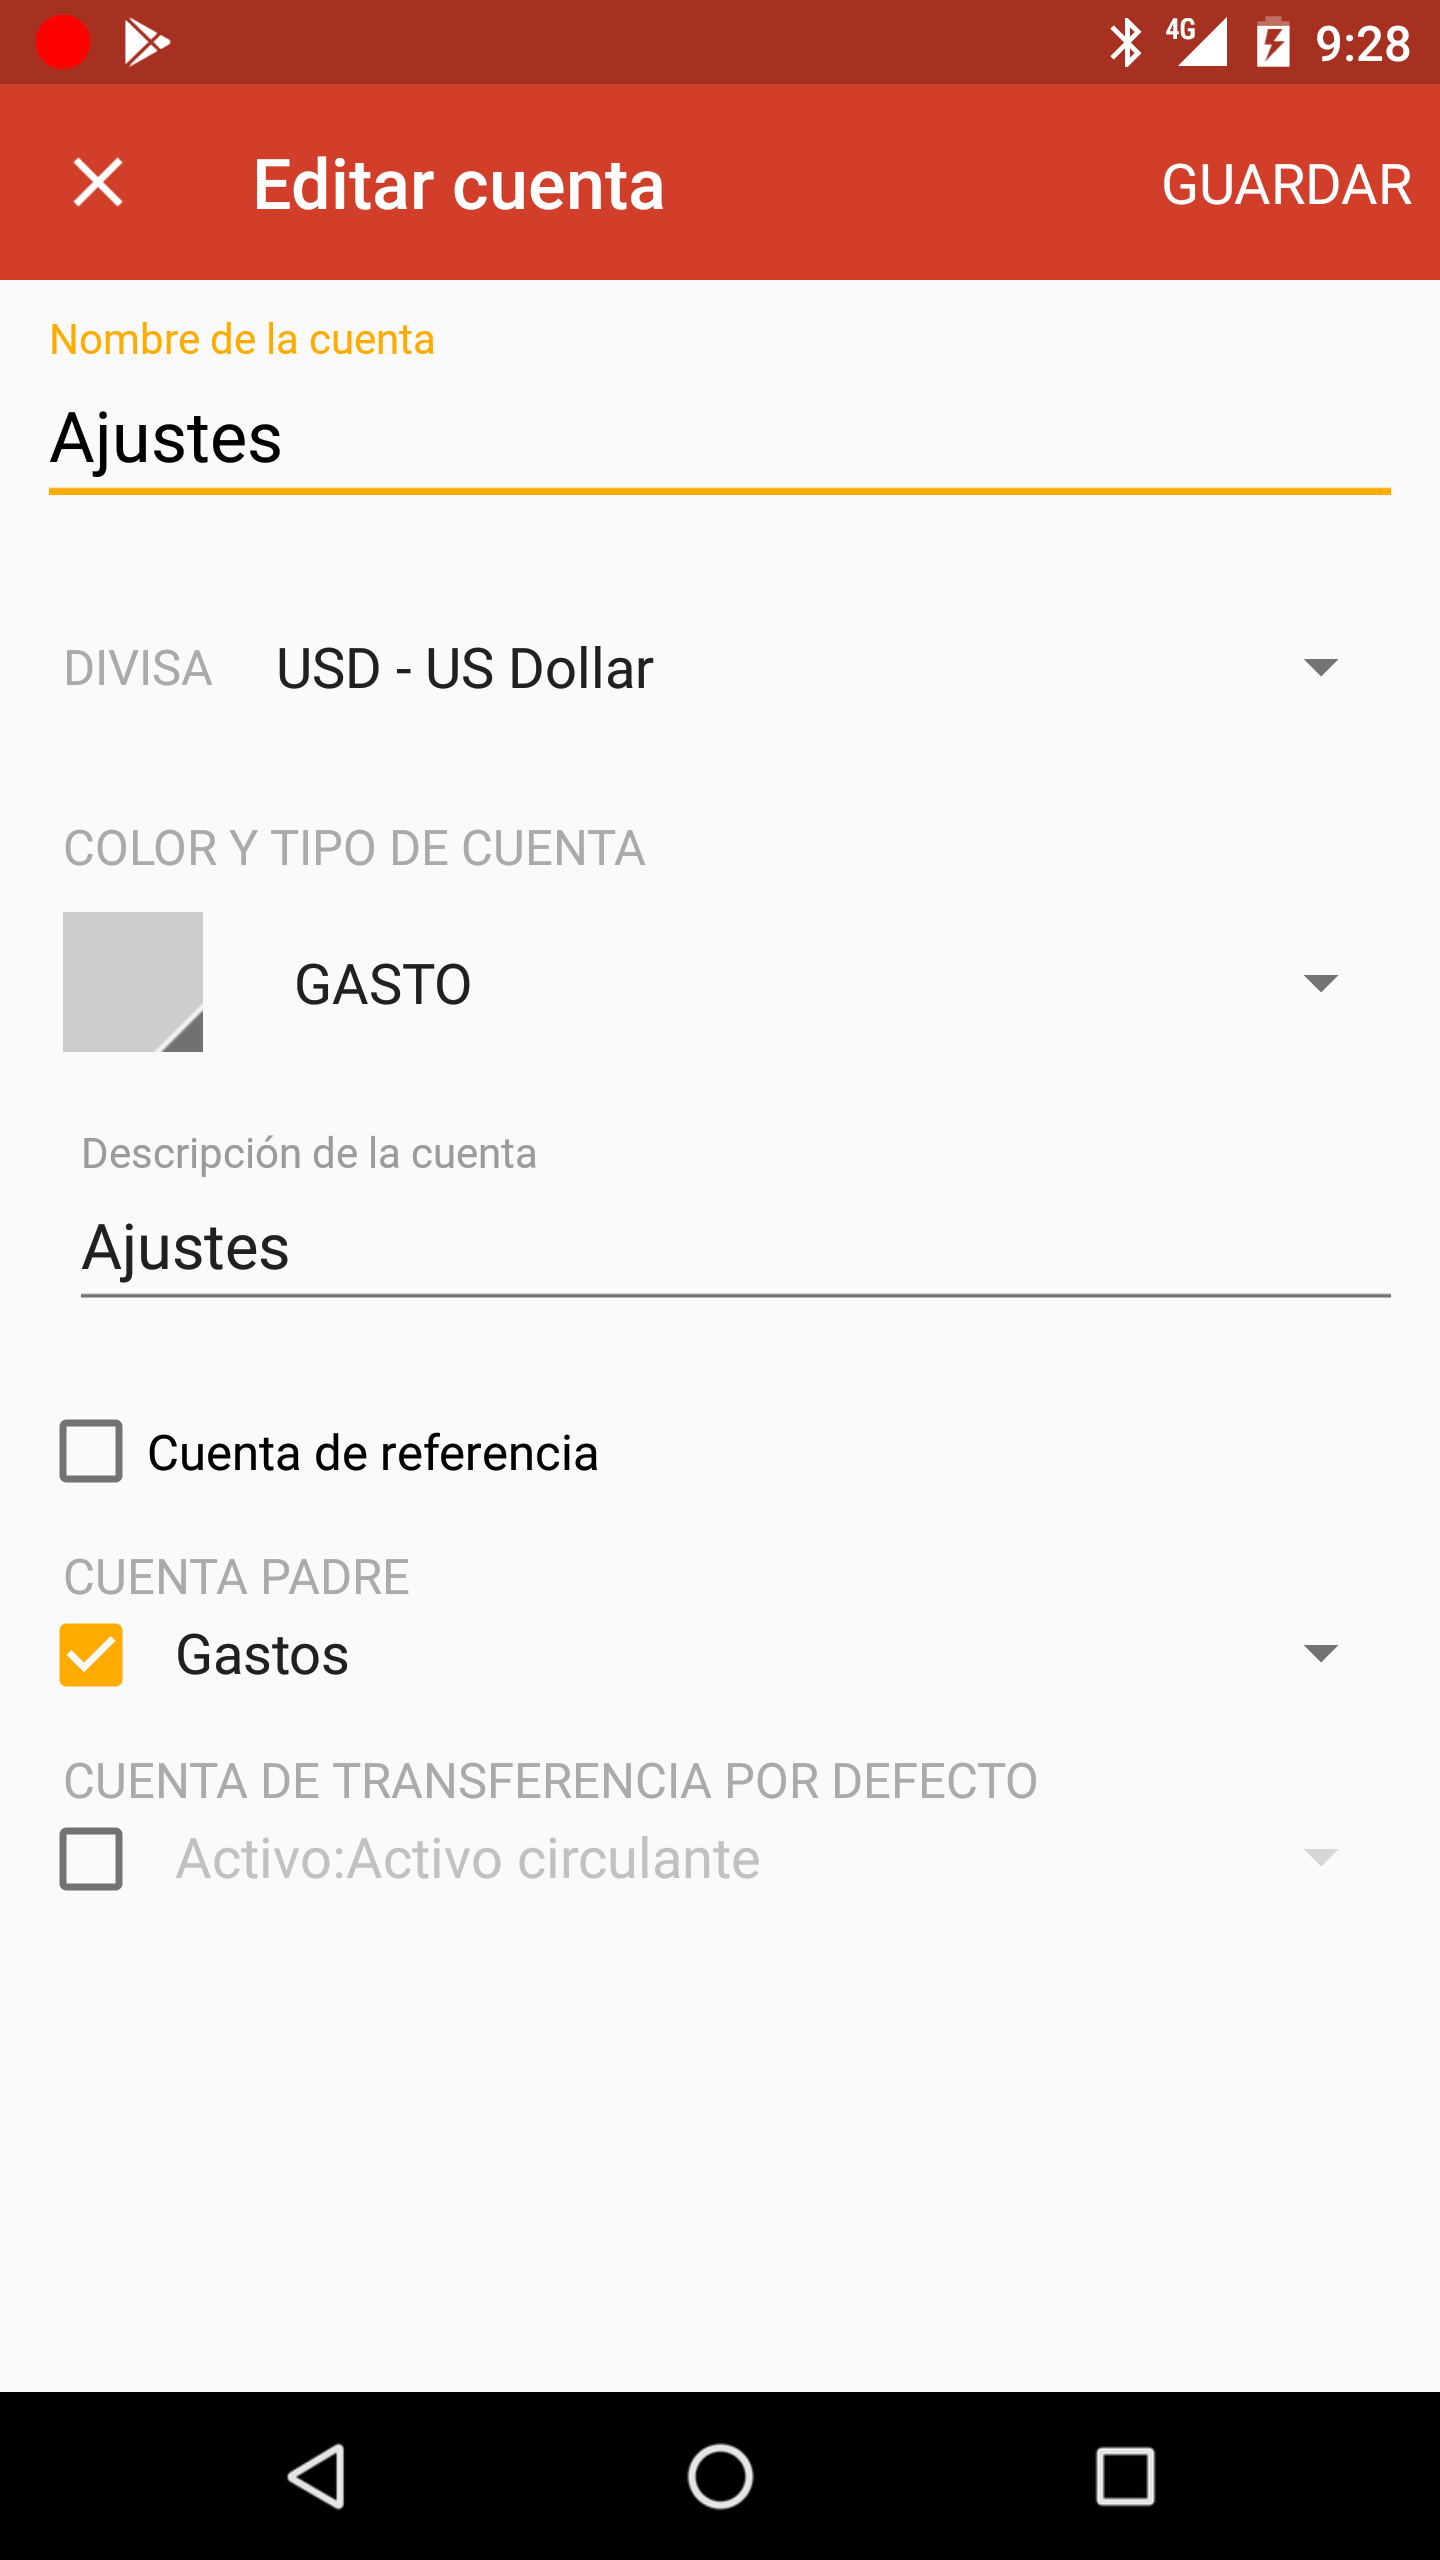 4G 9:28
Editar cuenta GUARDAR
Nombre de la cuenta
Ajustes
DIVISA USD - US Dollar
COLOR Y TIPO DE CUENTA
GASTO
Descripción de la cuenta
Ajustes
Cuenta de referencia
CUENTA PADRE
Gastos
CUENTA DE TRANSFERENCIA POR DEFECTO
Activo:Activo circulante